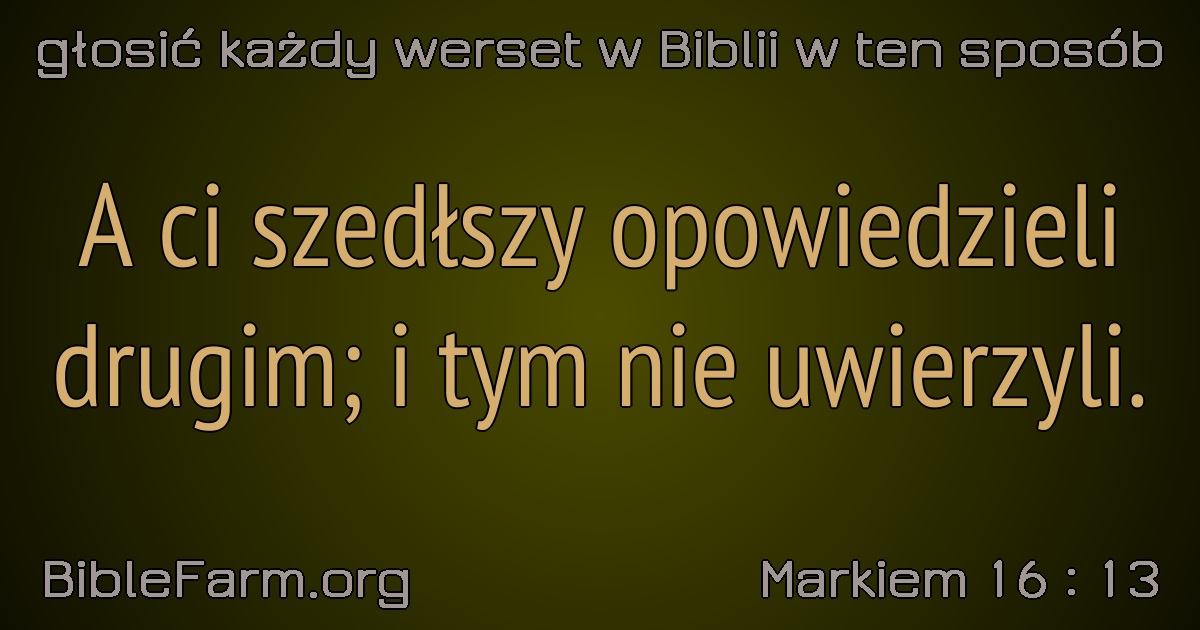 głosić każdy werset w Biblii w ten sposób
A ci szedłszy opowiedzieli
drugim; i tym nie uwierzyli.
BibleFarm.org
Markiem 16 : 13